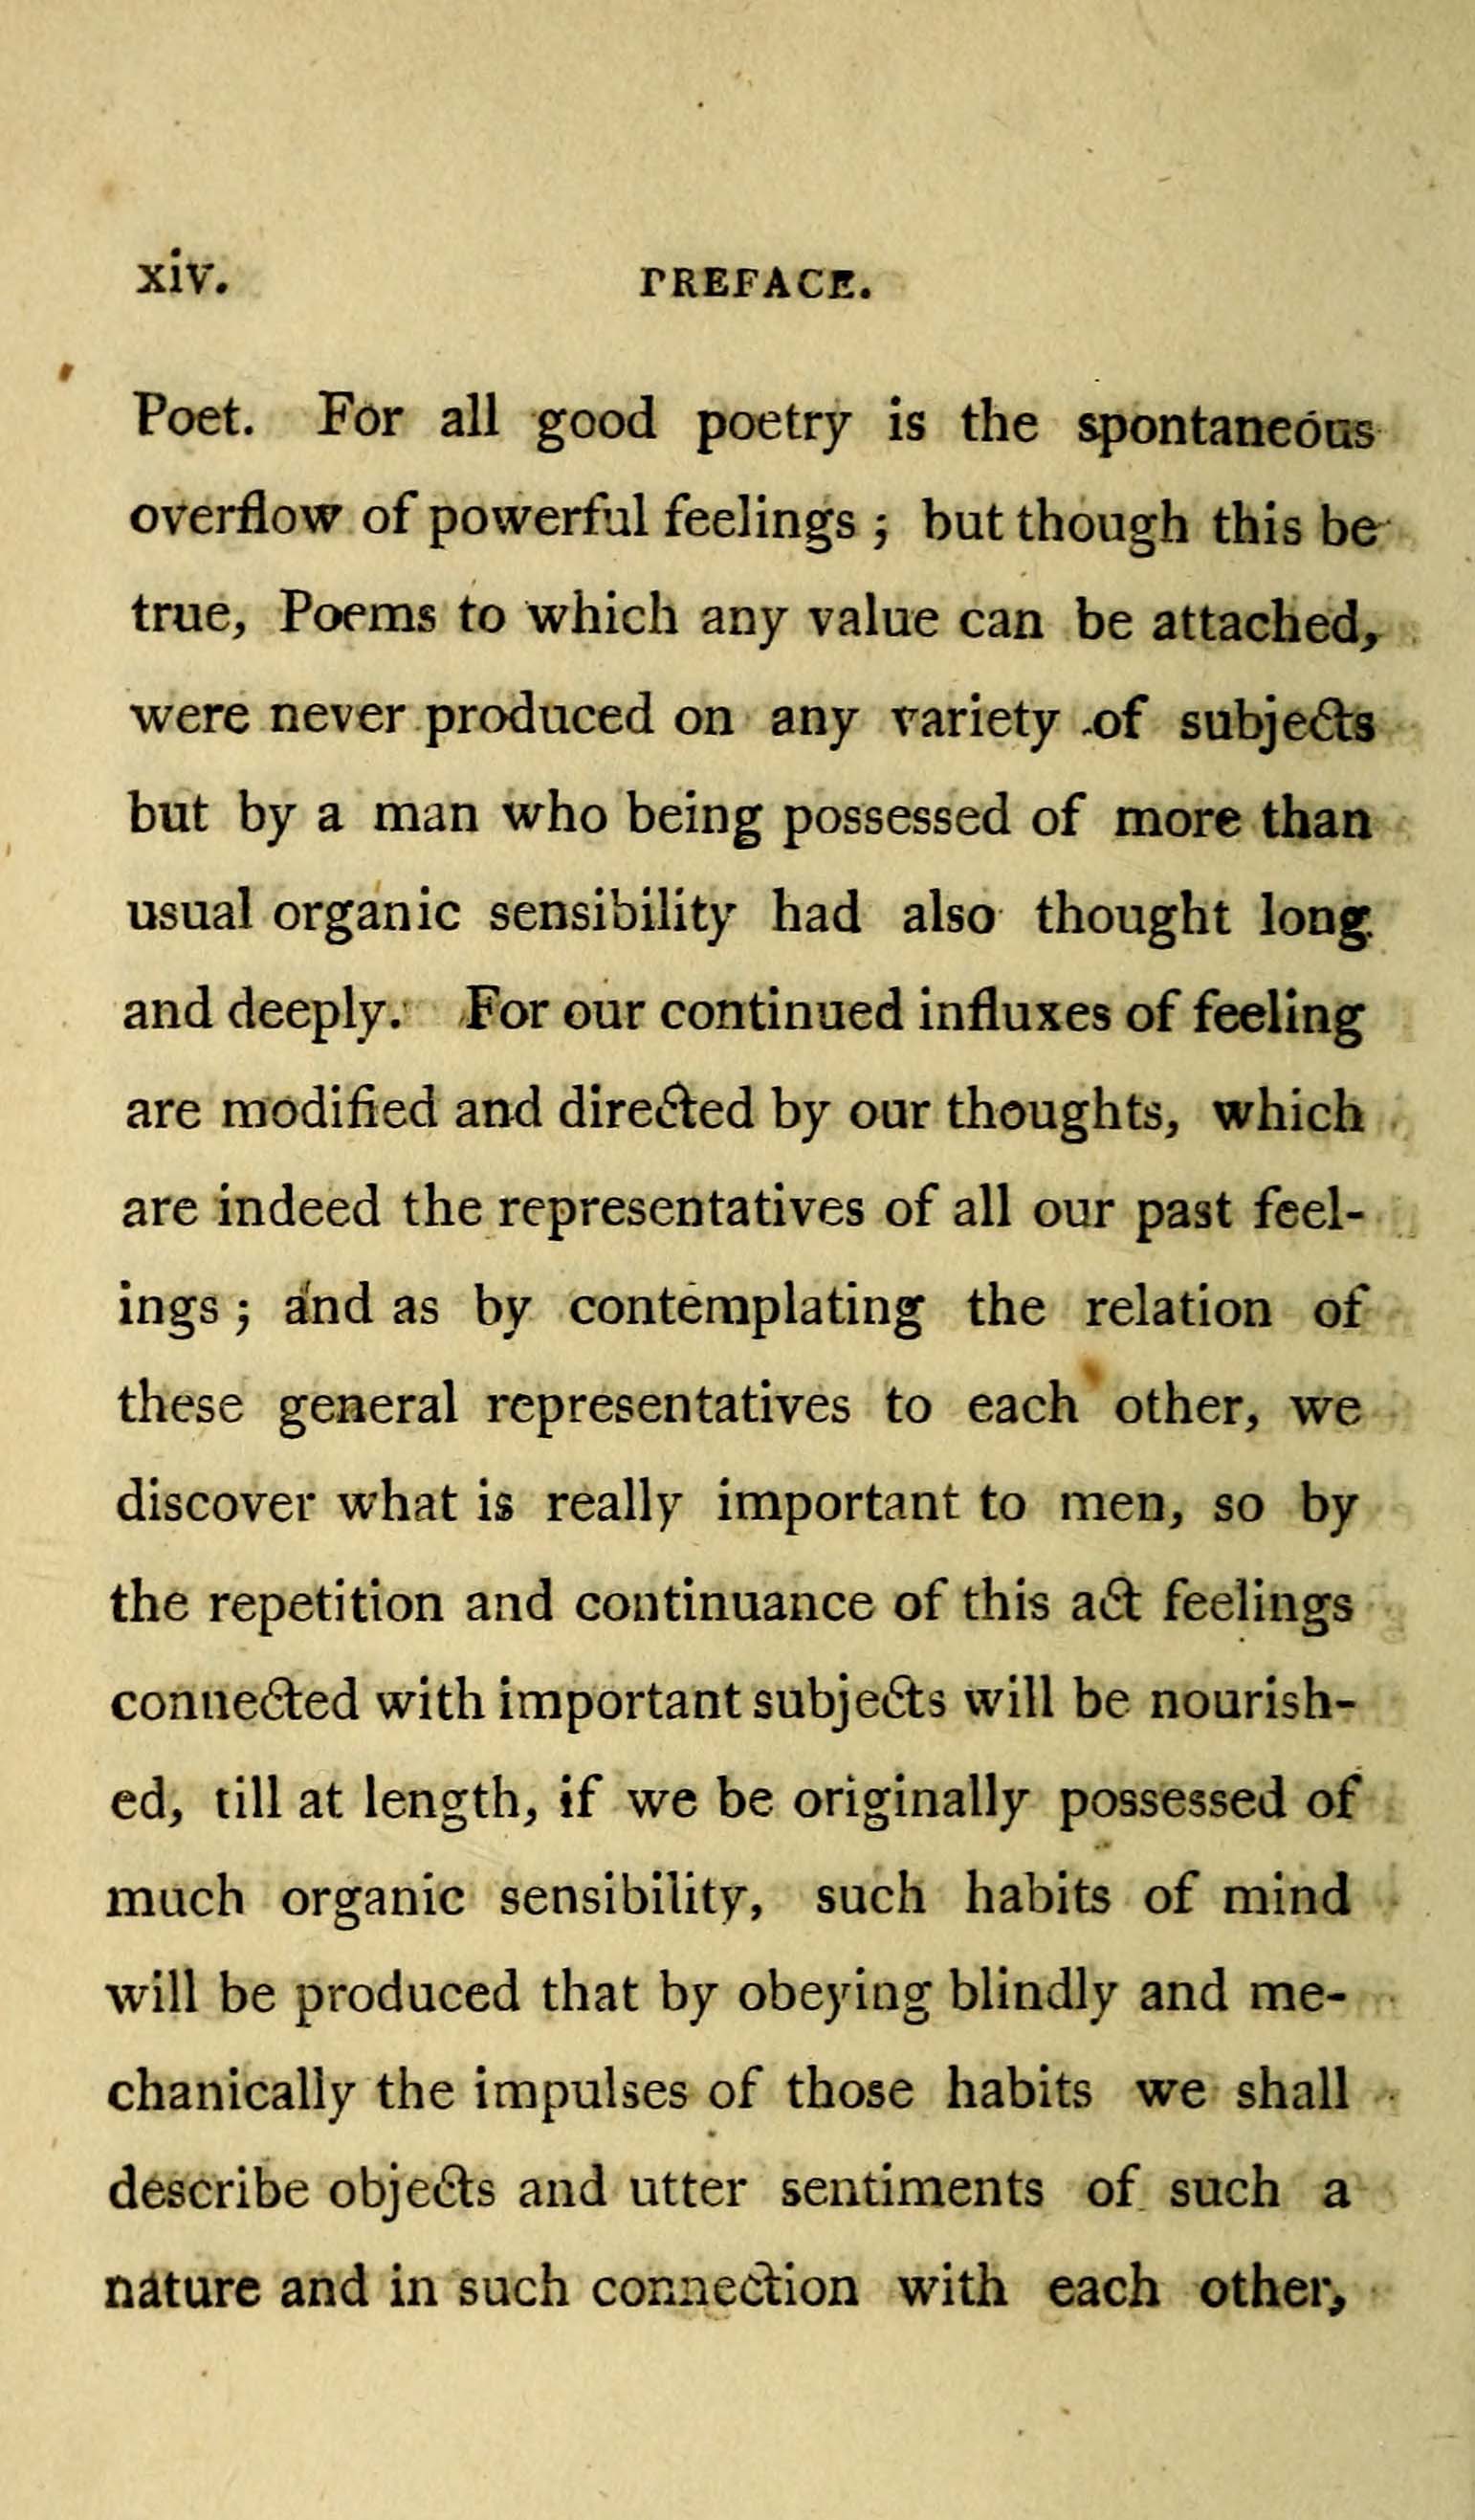 xiv. PREFACE.
Poet. For all good poetry is the spontaneous
overflow of powerful feelings ; but though this be
true, Poems to which any value can be attached,
were never produced on any variety of subjects
but by a man who being possessed of more than
usual organic sensibility had also thought long
and deeply. For our continued influxes of feeling
are modified and directed by our thoughts, which
are indeed the representatives of all our past feel-
ings ; and as by contemplating the relation of
these general representatives to each other, we
discover what is really important to men, so by
the repetition and continuance of this act feelings
connected with important subjects will be nourish-
ed, till at length, if we be originally possessed of
much organic sensibility, such habits of mind
will be produced that by obeying blindly and me-
chanically the impulses of those habits we shall
describe objects and utter sentiments of such a
nature and in such connection with each other,